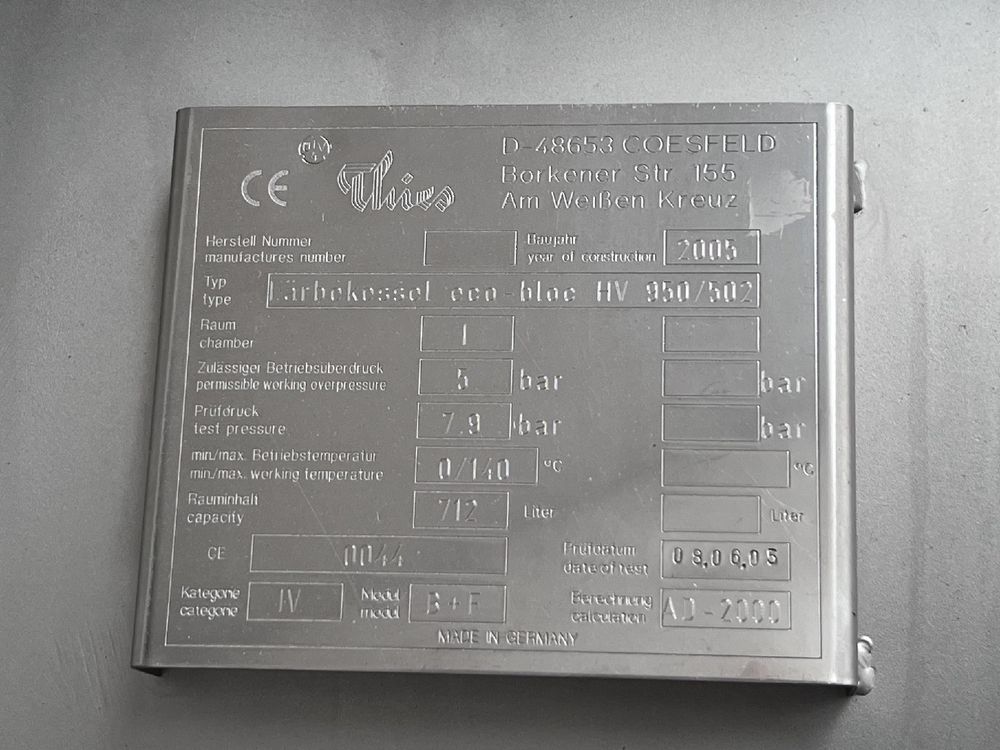 CE
Thies
D-48653 COESFELD
Borkener Str. 155
Am Weißen Kreuz
Herstell Nummer
manufactures number
Baujahr
year of construction
2005
Typ
type
Färbekessel eco-bloc HV 950/502
Raum
chamber
1
Zulässiger Betriebsüberdruck
permissible working overpressure
5 bar
bar
Prüfdruck
test pressure
7.9 bar
bar
min./max. Betriebstemperatur
min./max. working temperature
0/140 °C
°C
Rauminhalt
capacity
712 Liter
Liter
CE
0044
Prüfdatum
date of test
08.06.05
Kategorie
categorie
IV
Modul
modul
B+F
Berechnung
calculation
AD-2000
MADE IN GERMANY